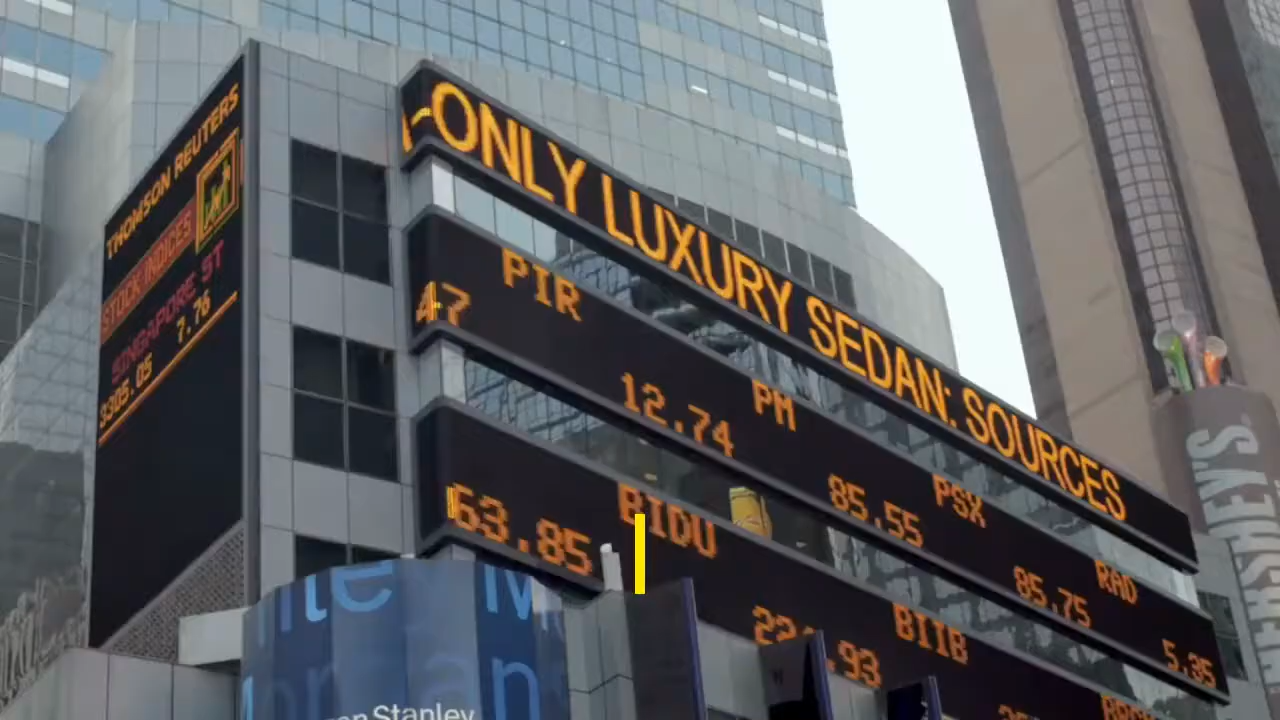 THOMSON REUTERS
STOCK INDICES
SINGAPORE ST
3305.05 7.76
-ONLY LUXURY SEDAN: SOURCES
47 PIR 12.74 PM 85.55 PSX 85.75 RAD 5.35
63.85 BIDU 93 BIIB
Stanley
HERSHEY'S